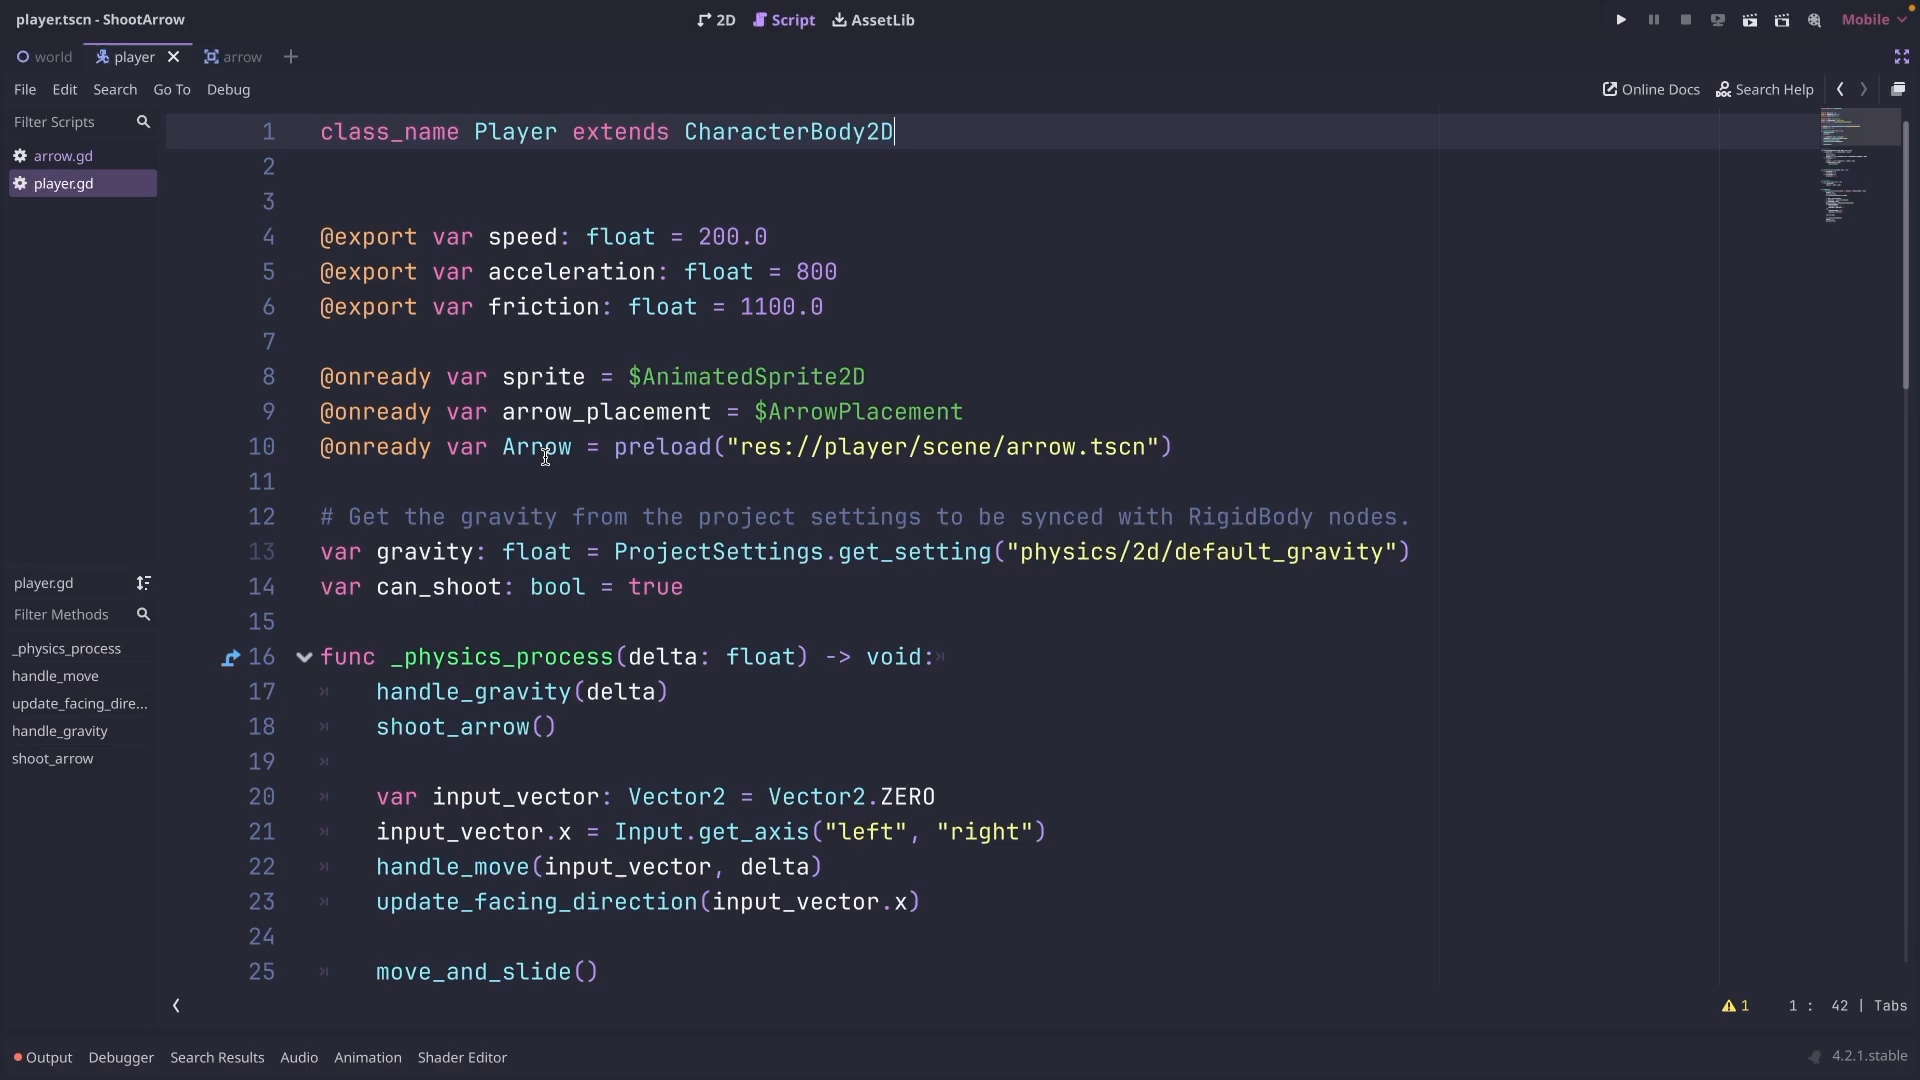 player.tscn - ShootArrow
2D Script AssetLib
Mobile
world player arrow
File Edit Search Go To Debug
Online Docs Search Help
Filter Scripts
arrow.gd
player.gd
player.gd
Filter Methods
_physics_process
handle_move
update_facing_dire...
handle_gravity
shoot_arrow
1 class_name Player extends CharacterBody2D
2
3
4 @export var speed: float = 200.0
5 @export var acceleration: float = 800
6 @export var friction: float = 1100.0
7
8 @onready var sprite = $AnimatedSprite2D
9 @onready var arrow_placement = $ArrowPlacement
10 @onready var Arrow = preload("res://player/scene/arrow.tscn")
11
12 # Get the gravity from the project settings to be synced with RigidBody nodes.
13 var gravity: float = ProjectSettings.get_setting("physics/2d/default_gravity")
14 var can_shoot: bool = true
15
16 func _physics_process(delta: float) -> void:
17 handle_gravity(delta)
18 shoot_arrow()
19
20 var input_vector: Vector2 = Vector2.ZERO
21 input_vector.x = Input.get_axis("left", "right")
22 handle_move(input_vector, delta)
23 update_facing_direction(input_vector.x)
24
25 move_and_slide()
1 1 : 42 | Tabs
Output Debugger Search Results Audio Animation Shader Editor
4.2.1.stable